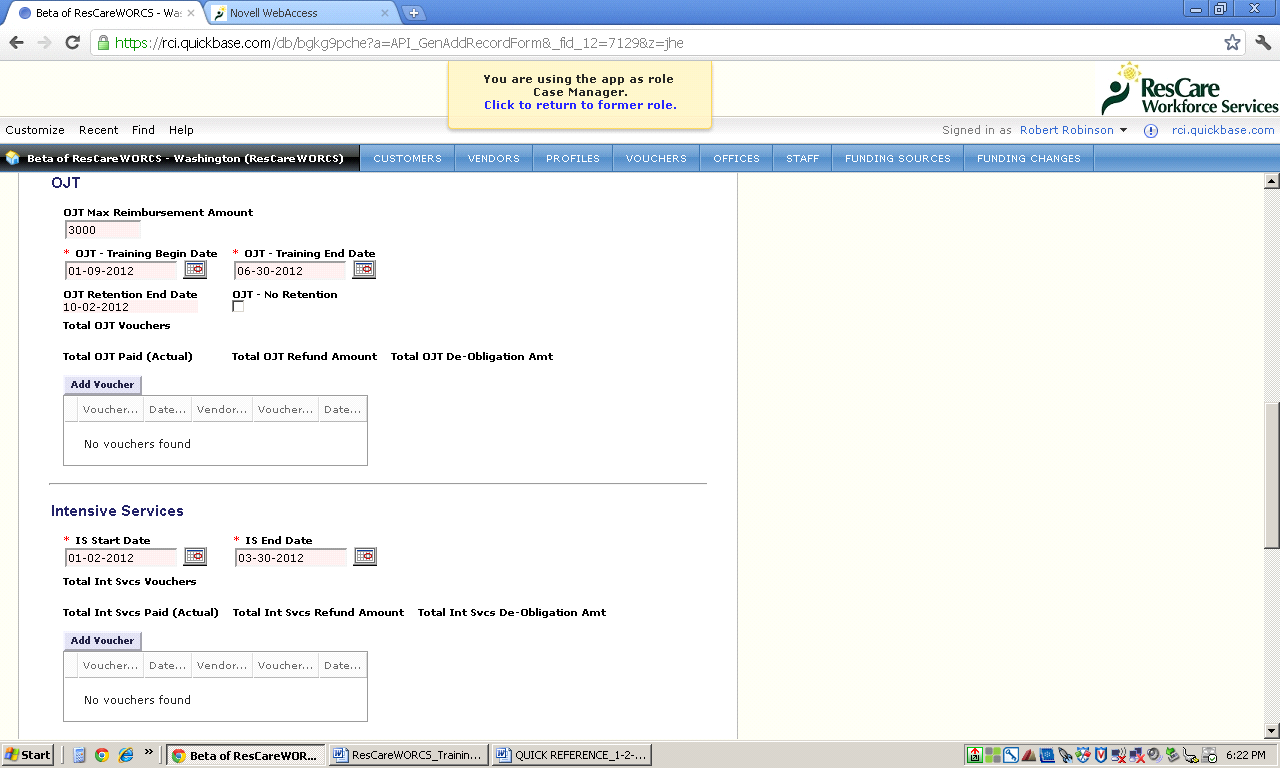 Beta of ResCareWORCS - Wa
Novell WebAccess
https://rci.quickbase.com/db/bgkg9pche?a=API_GenAddRecordForm&_fid_12=7129&z=jhe
You are using the app as role
Case Manager.
Click to return to former role.
ResCare
Workforce Services
Customize Recent Find Help
Signed in as Robert Robinson rci.quickbase.com
Beta of ResCareWORCS - Washington (ResCareWORCS) CUSTOMERS VENDORS PROFILES VOUCHERS OFFICES STAFF FUNDING SOURCES FUNDING CHANGES
OJT
OJT Max Reimbursement Amount
3000
* OJT - Training Begin Date * OJT - Training End Date
01-09-2012 06-30-2012
OJT Retention End Date OJT - No Retention
10-02-2012
Total OJT Vouchers
Total OJT Paid (Actual) Total OJT Refund Amount Total OJT De-Obligation Amt
Add Voucher
Voucher... Date... Vendor... Voucher... Date...
No vouchers found
Intensive Services
* IS Start Date * IS End Date
01-02-2012 03-30-2012
Total Int Svcs Vouchers
Total Int Svcs Paid (Actual) Total Int Svcs Refund Amount Total Int Svcs De-Obligation Amt
Add Voucher
Voucher... Date... Vendor... Voucher... Date...
No vouchers found
Start » Beta of ResCareWOR... ResCareWORCS_Trainin... QUICK REFERENCE_1-2-... 6:22 PM